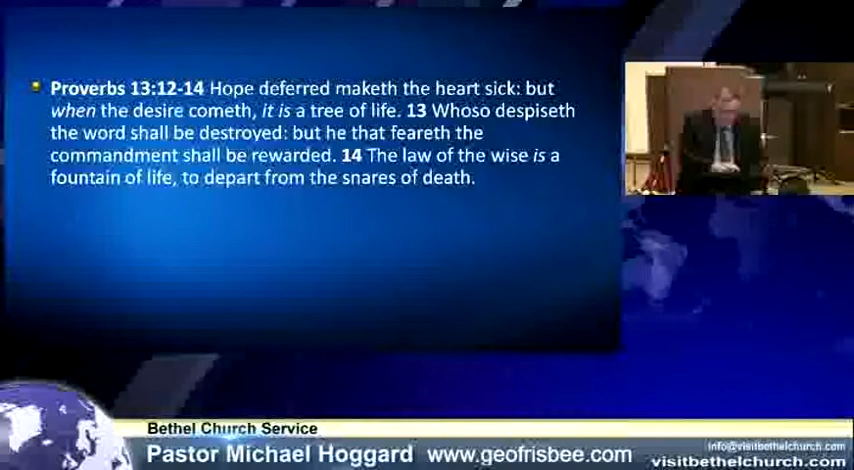 Proverbs 13:12-14 Hope deferred maketh the heart sick: but
when the desire cometh, it is a tree of life. 13 Whoso despiseth
the word shall be destroyed: but he that feareth the
commandment shall be rewarded. 14 The law of the wise is a
fountain of life, to depart from the snares of death.
Bethel Church Service
Pastor Michael Hoggard www.geofrisbee.com
info@visitbethelchurch.com
visitbethelchurch.com